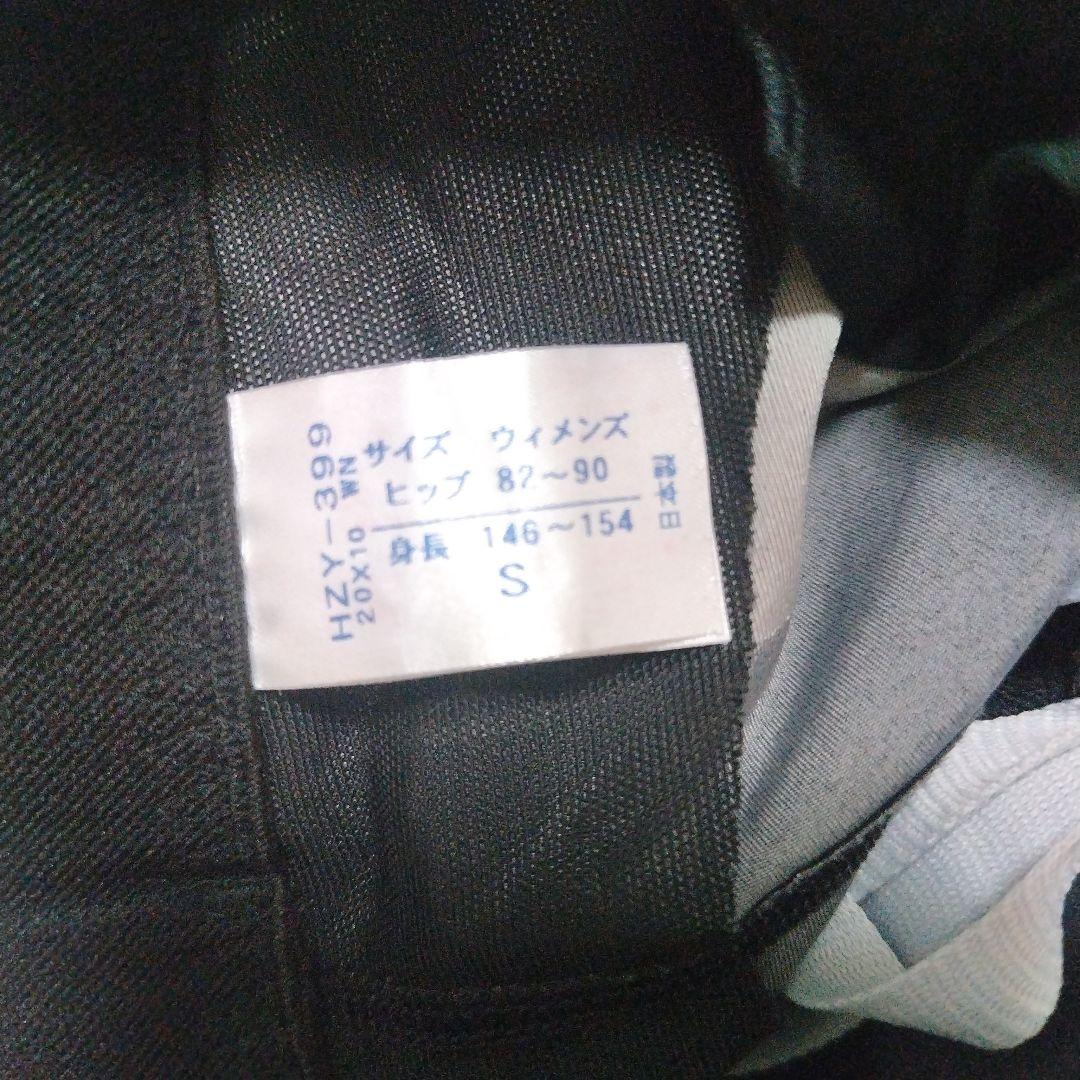 サイズ ウィメンズ
ヒップ 82～90
身長 146～154
S
HZY-399
WN
20X10
日本